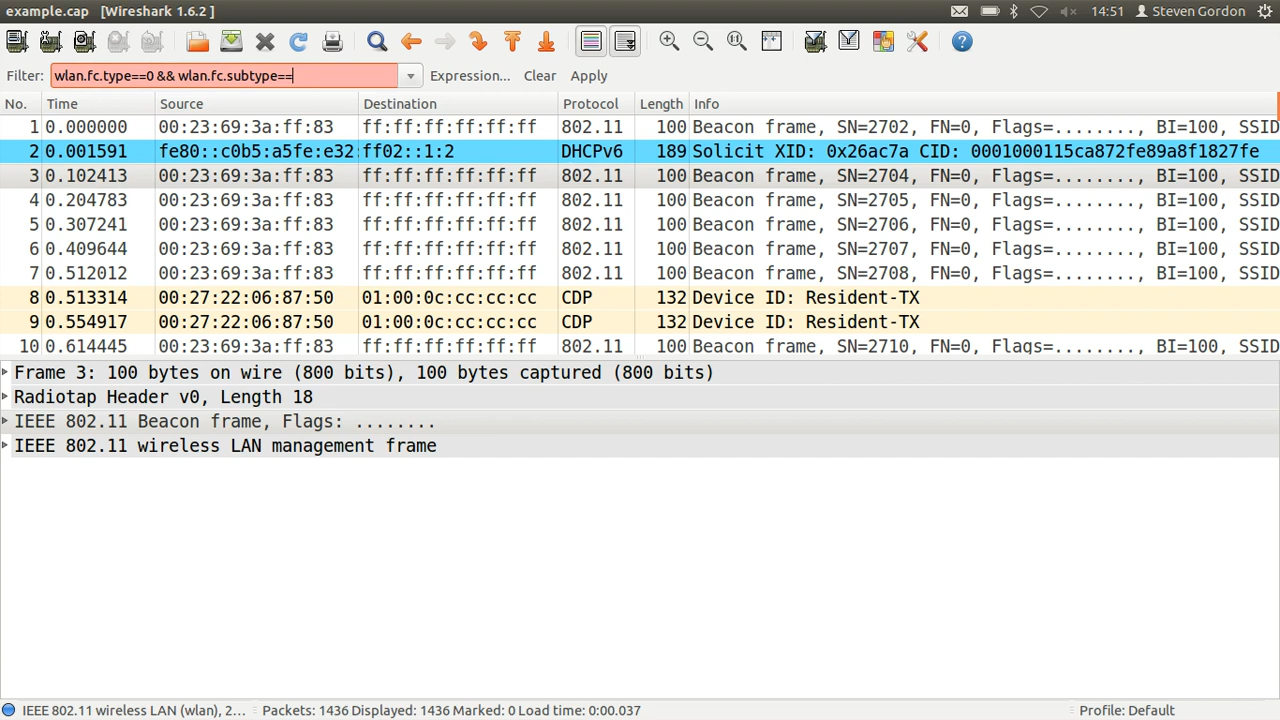 example.cap [Wireshark 1.6.2 ] 14:51 Steven Gordon
Filter: wlan.fc.type==0 && wlan.fc.subtype== Expression... Clear Apply
No. Time Source Destination Protocol Length Info
1 0.000000 00:23:69:3a:ff:83 ff:ff:ff:ff:ff:ff 802.11 100 Beacon frame, SN=2702, FN=0, Flags=........, BI=100, SSID
2 0.001591 fe80::c0b5:a5fe:e32: ff02::1:2 DHCPv6 189 Solicit XID: 0x26ac7a CID: 0001000115ca872fe89a8f1827fe
3 0.102413 00:23:69:3a:ff:83 ff:ff:ff:ff:ff:ff 802.11 100 Beacon frame, SN=2704, FN=0, Flags=........, BI=100, SSID
4 0.204783 00:23:69:3a:ff:83 ff:ff:ff:ff:ff:ff 802.11 100 Beacon frame, SN=2705, FN=0, Flags=........, BI=100, SSID
5 0.307241 00:23:69:3a:ff:83 ff:ff:ff:ff:ff:ff 802.11 100 Beacon frame, SN=2706, FN=0, Flags=........, BI=100, SSID
6 0.409644 00:23:69:3a:ff:83 ff:ff:ff:ff:ff:ff 802.11 100 Beacon frame, SN=2707, FN=0, Flags=........, BI=100, SSID
7 0.512012 00:23:69:3a:ff:83 ff:ff:ff:ff:ff:ff 802.11 100 Beacon frame, SN=2708, FN=0, Flags=........, BI=100, SSID
8 0.513314 00:27:22:06:87:50 01:00:0c:cc:cc:cc CDP 132 Device ID: Resident-TX
9 0.554917 00:27:22:06:87:50 01:00:0c:cc:cc:cc CDP 132 Device ID: Resident-TX
10 0.614445 00:23:69:3a:ff:83 ff:ff:ff:ff:ff:ff 802.11 100 Beacon frame, SN=2710, FN=0, Flags=........, BI=100, SSID
Frame 3: 100 bytes on wire (800 bits), 100 bytes captured (800 bits)
Radiotap Header v0, Length 18
IEEE 802.11 Beacon frame, Flags: ........
IEEE 802.11 wireless LAN management frame
IEEE 802.11 wireless LAN (wlan), 2... Packets: 1436 Displayed: 1436 Marked: 0 Load time: 0:00.037 Profile: Default